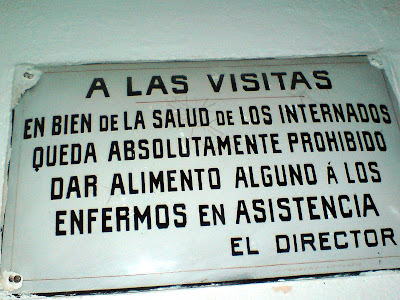 A LAS VISITAS
EN BIEN DE LA SALUD DE LOS INTERNADOS
QUEDA ABSOLUTAMENTE PROHIBIDO
DAR ALIMENTO ALGUNO Á LOS
ENFERMOS EN ASISTENCIA
EL DIRECTOR